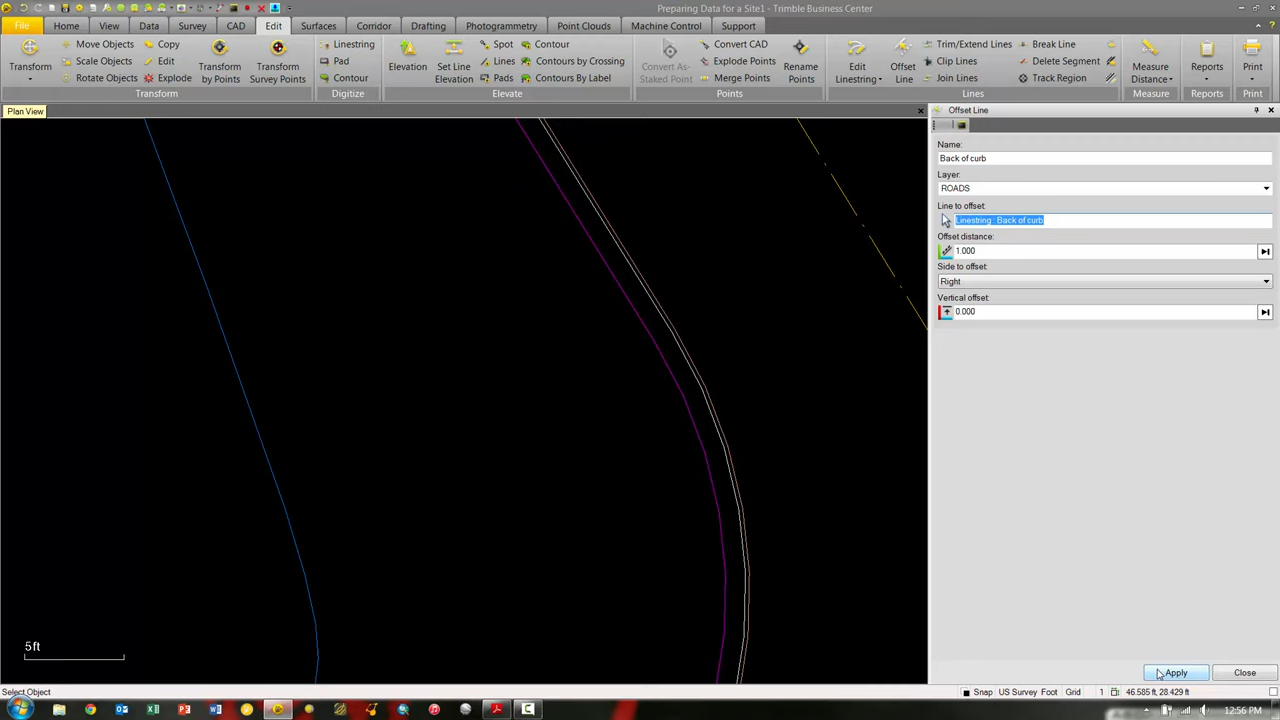 Preparing Data for a Site1 - Trimble Business Center
File Home View Data Survey CAD Edit Surfaces Corridor Drafting Photogrammetry Point Clouds Machine Control Support
Transform
Move Objects
Scale Objects
Rotate Objects
Copy
Edit
Explode
Transform by Points
Transform Survey Points
Transform
Linestring
Pad
Contour
Digitize
Elevation
Set Line Elevation
Spot
Lines
Pads
Contour
Contours by Crossing
Contours By Label
Elevate
Convert As-Staked Point
Convert CAD
Explode Points
Merge Points
Rename Points
Points
Edit Linestring
Offset Line
Trim/Extend Lines
Clip Lines
Join Lines
Break Line
Delete Segment
Track Region
Lines
Measure Distance
Measure
Reports
Reports
Print
Print
Plan View
Offset Line
Name:
Back of curb
Layer:
ROADS
Line to offset:
Linestring: Back of curb
Offset distance:
1.000
Side to offset:
Right
Vertical offset:
0.000
5 ft
Apply Close
Select Object
Snap US Survey Foot Grid 1 46.585 ft, 28.429 ft
12:56 PM